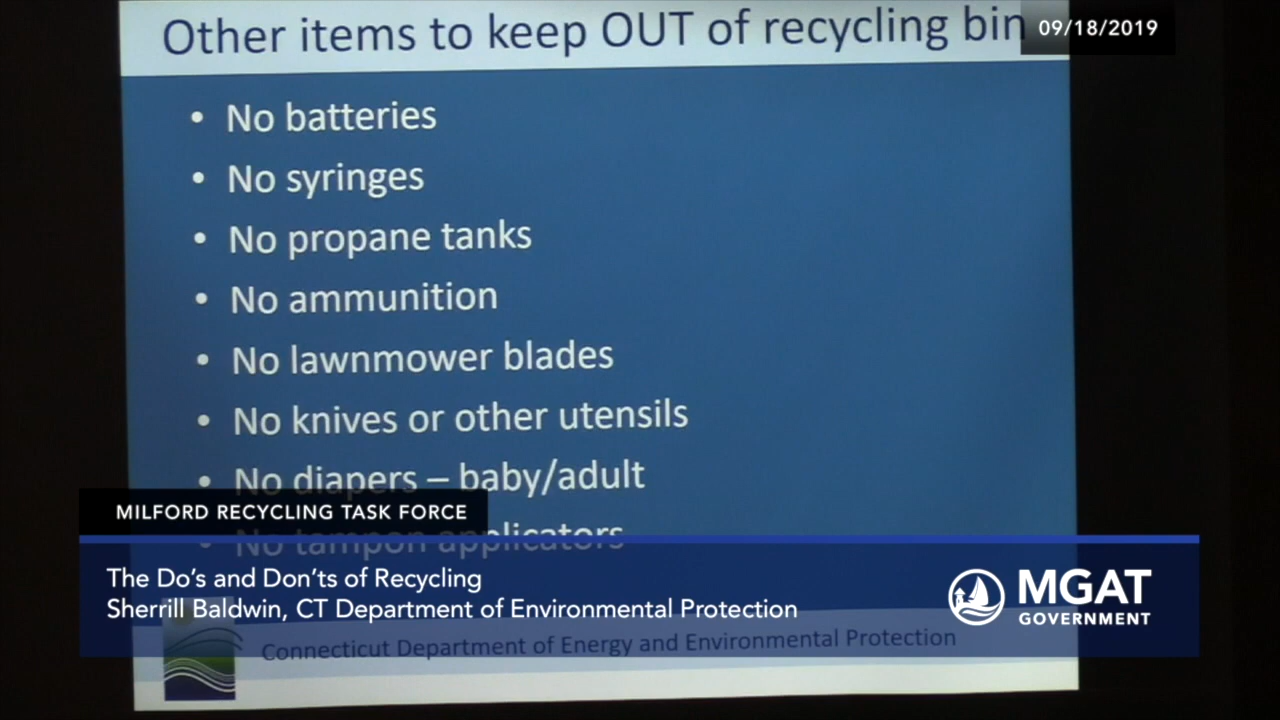 Other items to keep OUT of recycling bin
09/18/2019
• No batteries
• No syringes
• No propane tanks
• No ammunition
• No lawnmower blades
• No knives or other utensils
• No diapers – baby/adult
• No tampon applicators
MILFORD RECYCLING TASK FORCE
The Do's and Don'ts of Recycling
Sherrill Baldwin, CT Department of Environmental Protection
MGAT
GOVERNMENT
Connecticut Department of Energy and Environmental Protection